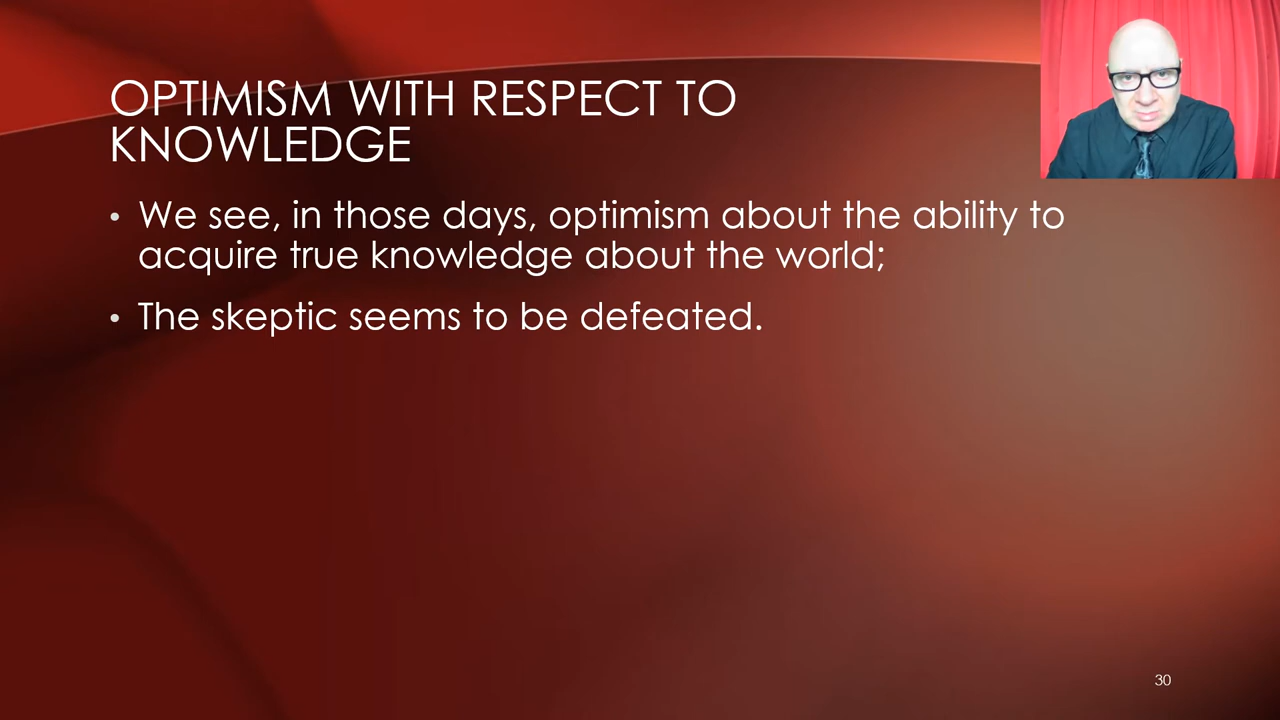 OPTIMISM WITH RESPECT TO
KNOWLEDGE
• We see, in those days, optimism about the ability to
acquire true knowledge about the world;
• The skeptic seems to be defeated.
30